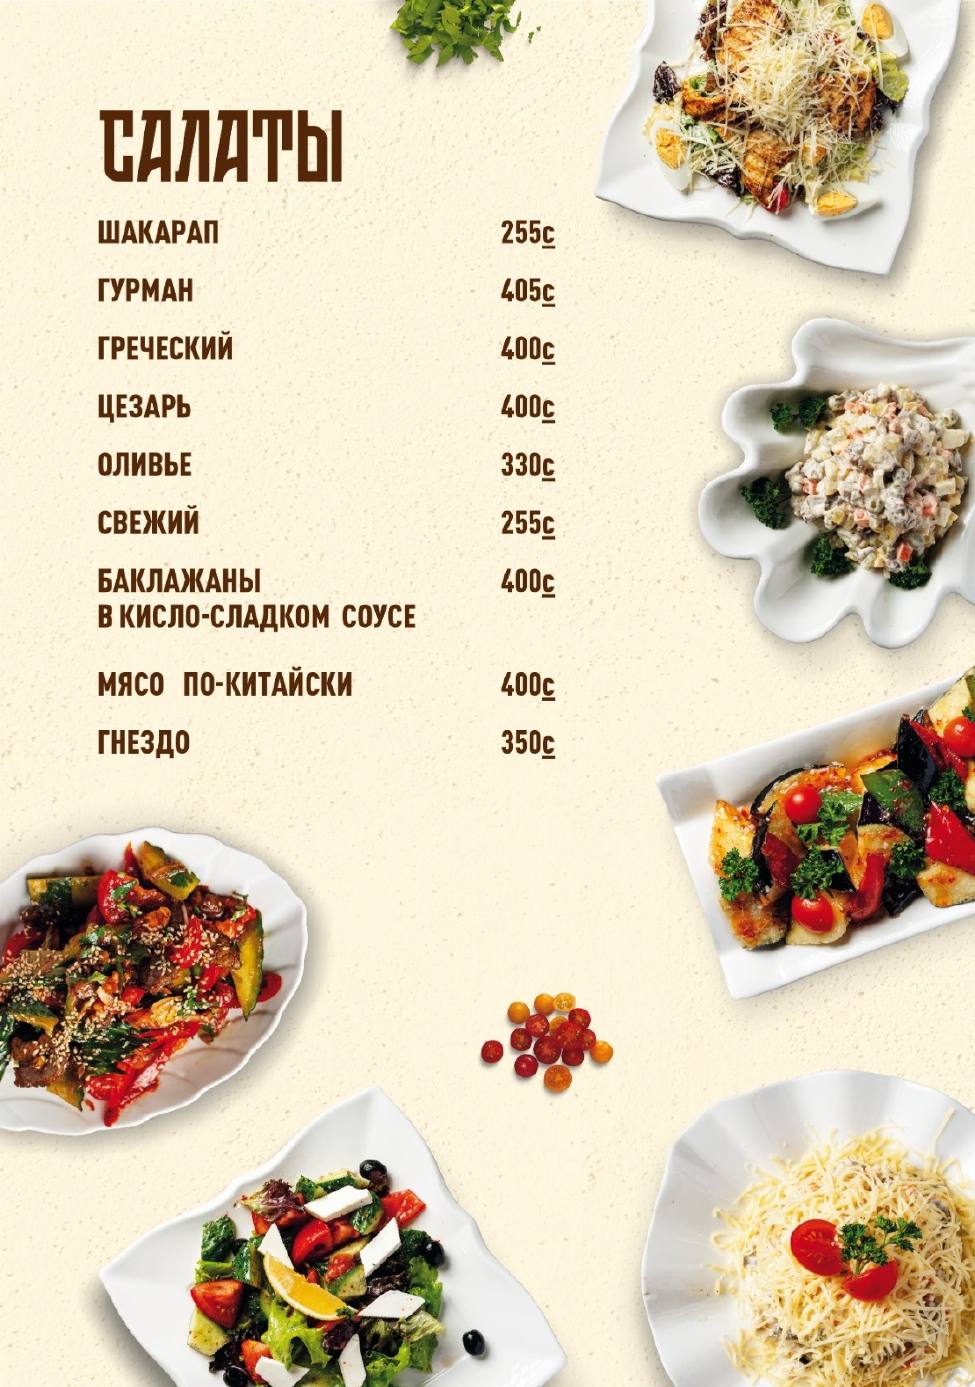 САЛАТЫ
ШАКАРАП 255с
ГУРМАН 405с
ГРЕЧЕСКИЙ 400с
ЦЕЗАРЬ 400с
ОЛИВЬЕ 330с
СВЕЖИЙ 255с
БАКЛАЖАНЫ 400с
В КИСЛО-СЛАДКОМ СОУСЕ
МЯСО ПО-КИТАЙСКИ 400с
ГНЕЗДО 350с